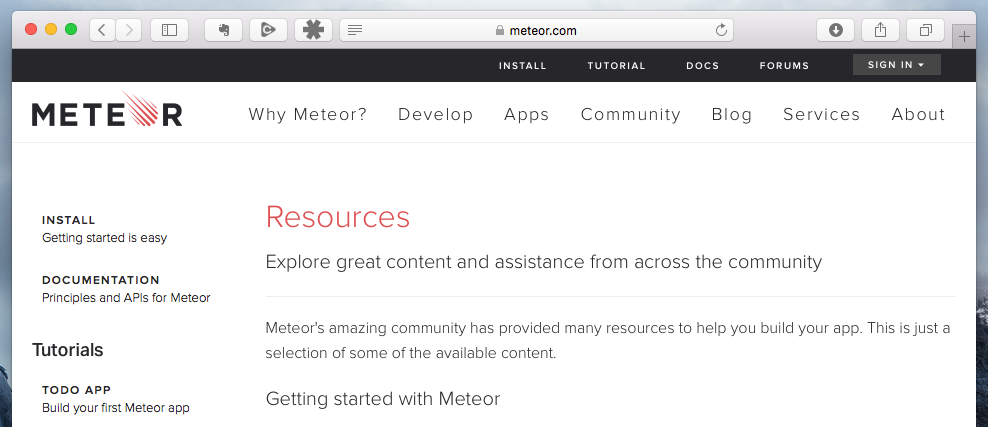 meteor.com
INSTALL TUTORIAL DOCS FORUMS SIGN IN
METEOR Why Meteor? Develop Apps Community Blog Services About
INSTALL
Getting started is easy
DOCUMENTATION
Principles and APIs for Meteor
Tutorials
TODO APP
Build your first Meteor app
Resources
Explore great content and assistance from across the community
Meteor's amazing community has provided many resources to help you build your app. This is just a
selection of some of the available content.
Getting started with Meteor